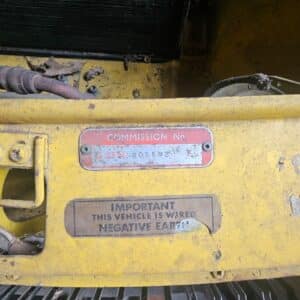 COMMISSION No
IMPORTANT
THIS VEHICLE IS WIRED
NEGATIVE EARTH